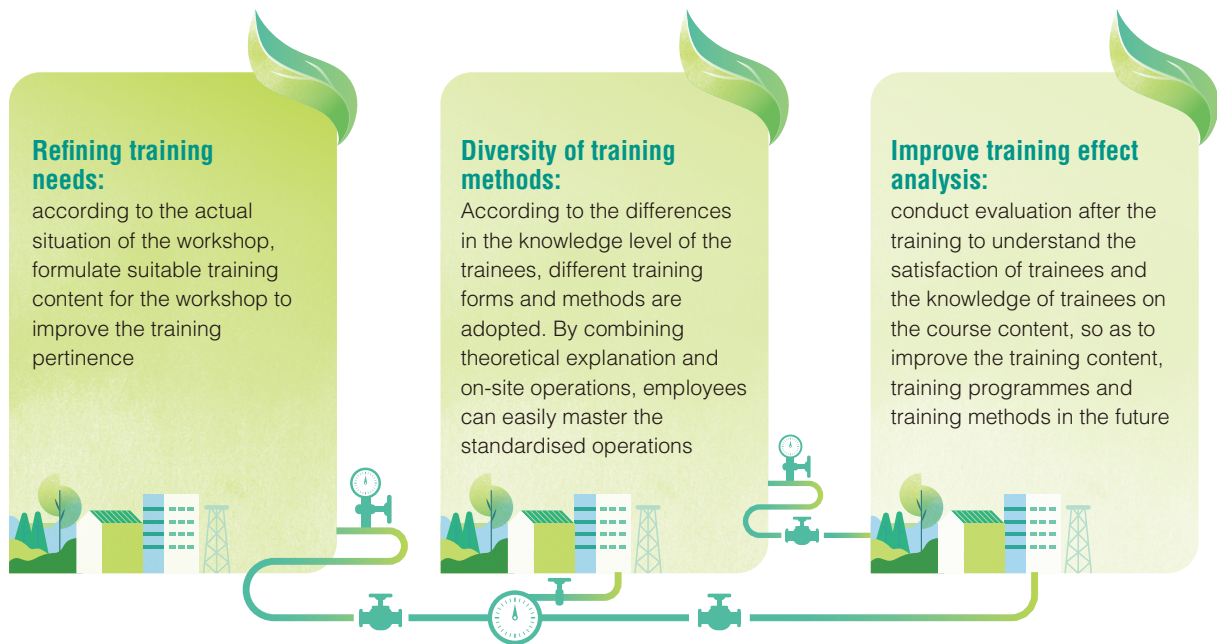 Refining training
needs:
according to the actual
situation of the workshop,
formulate suitable training
content for the workshop to
improve the training
pertinence
Diversity of training
methods:
According to the differences
in the knowledge level of the
trainees, different training
forms and methods are
adopted. By combining
theoretical explanation and
on-site operations, employees
can easily master the
standardised operations
Improve training effect
analysis:
conduct evaluation after the
training to understand the
satisfaction of trainees and
the knowledge of trainees on
the course content, so as to
improve the training content,
training programmes and
training methods in the future